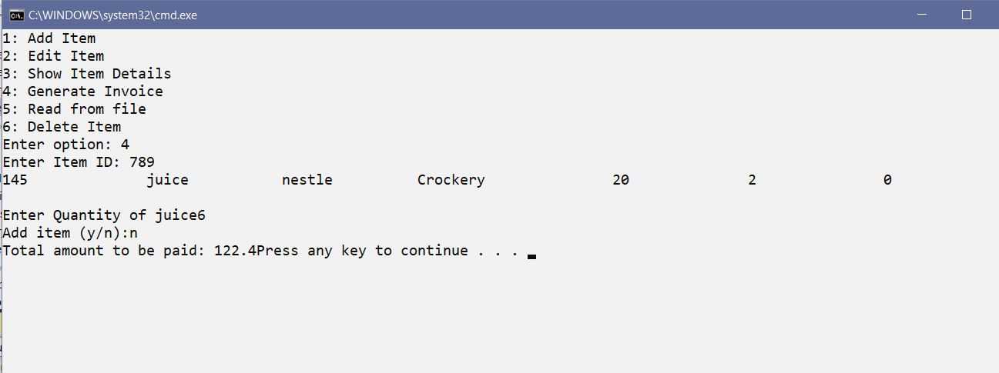 C:\WINDOWS\system32\cmd.exe
1: Add Item
2: Edit Item
3: Show Item Details
4: Generate Invoice
5: Read from file
6: Delete Item
Enter option: 4
Enter Item ID: 789
145 juice nestle Crockery 20 2 0
Enter Quantity of juice6
Add item (y/n):n
Total amount to be paid: 122.4Press any key to continue . . .